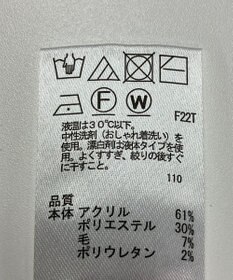 F W
F22T
液温は30℃以下。
中性洗剤（おしゃれ着洗い）を
使用。漂白剤は液体タイプを使
用。よくすすぎ、絞りの後すぐ
に干すこと。
110
品質
本体 アクリル 61%
ポリエステル 30%
毛 7%
ポリウレタン 2%